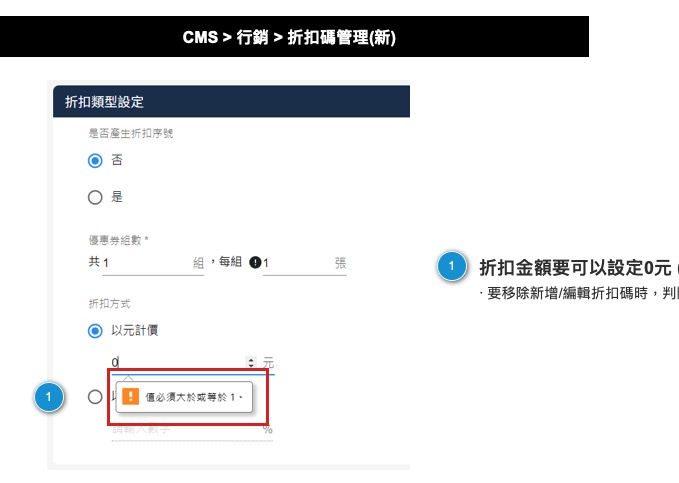 CMS > 行銷 > 折扣碼管理(新)
折扣類型設定
是否產生折扣序號
否
是
優惠券組數 *
共 1 組 ，每組 1 張
折扣方式
以元計價
0 元
1
值必須大於或等於 1。
請輸入數字 %
1
折扣金額要可以設定0元 (
· 要移除新增/編輯折扣碼時，判